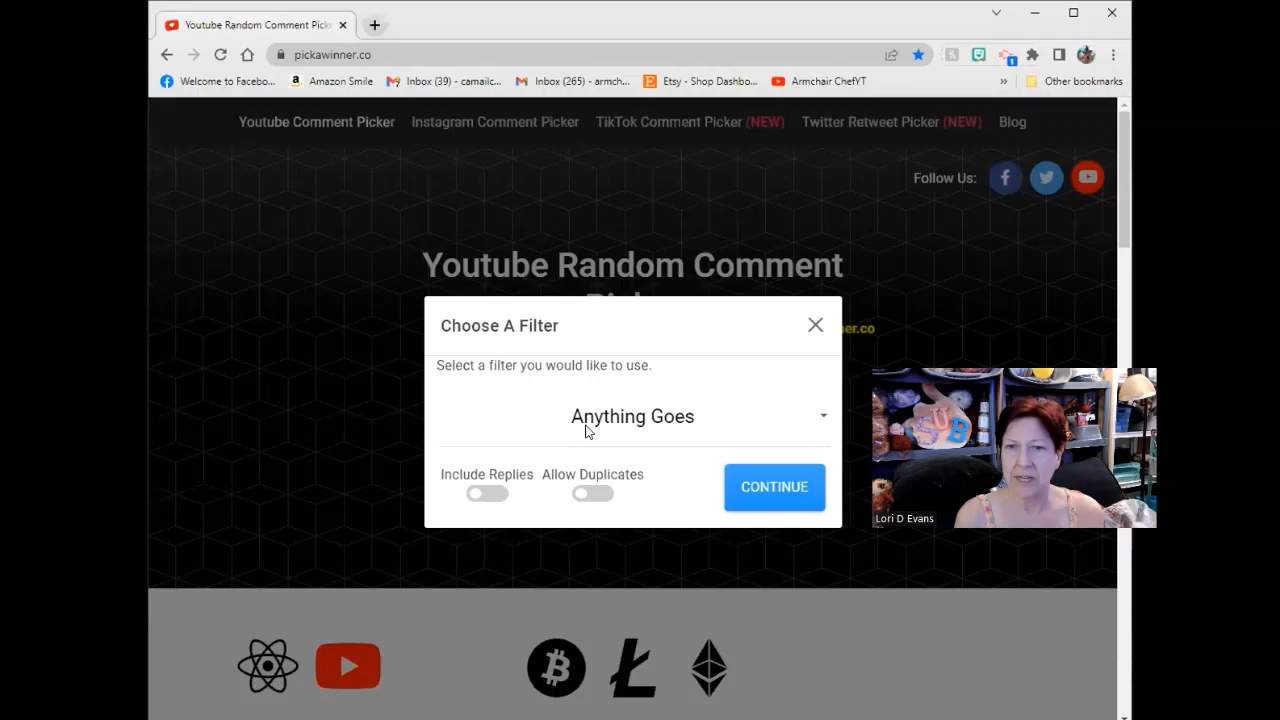 Youtube Random Comment Pick
pickawinner.co
Welcome to Facebo...
Amazon Smile
Inbox (39) - camailc...
Inbox (265) - armch...
Etsy - Shop Dashbo...
Armchair ChefYT
»
Other bookmarks
Youtube Comment Picker
Instagram Comment Picker
TikTok Comment Picker (NEW)
Twitter Retweet Picker (NEW)
Blog
Follow Us:
Youtube Random Comment
er.co
Choose A Filter
Select a filter you would like to use.
Anything Goes
Include Replies
Allow Duplicates
CONTINUE
SUB
Lori D Evans